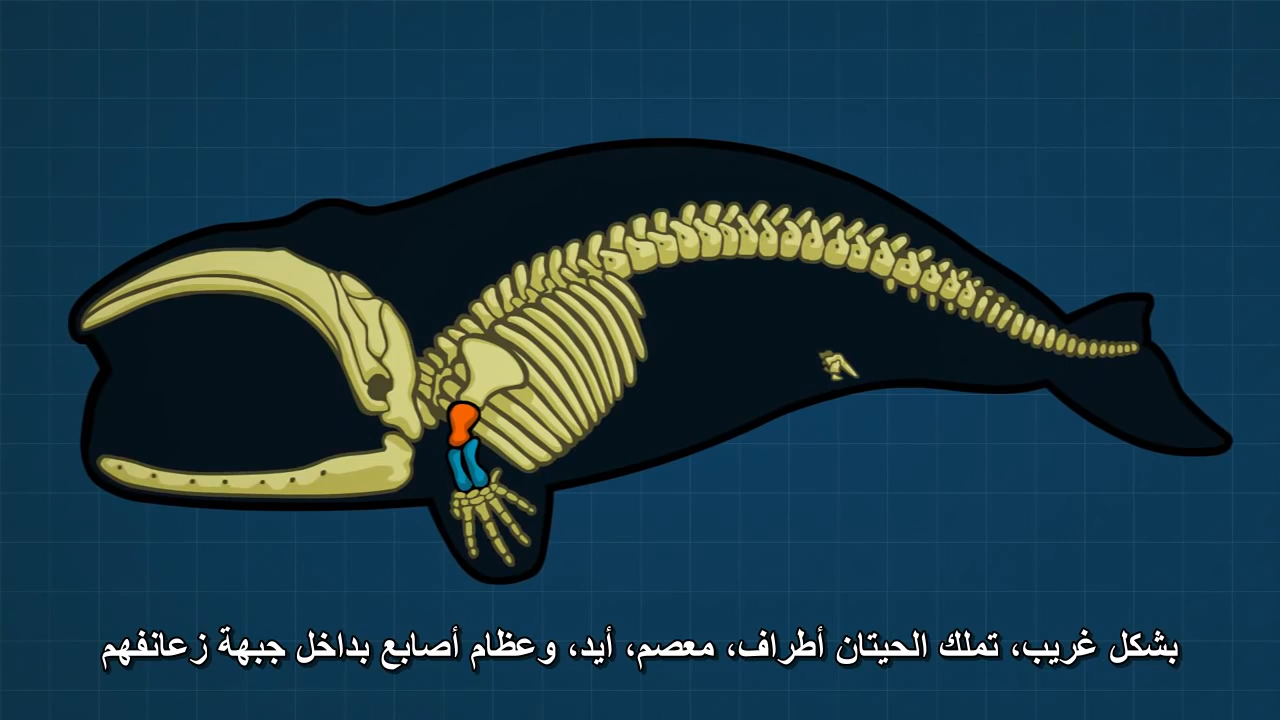 بشكل غريب، تملك الحيتان أطراف، معصم، أيد، وعظام أصابع بداخل جبهة زعانفهم